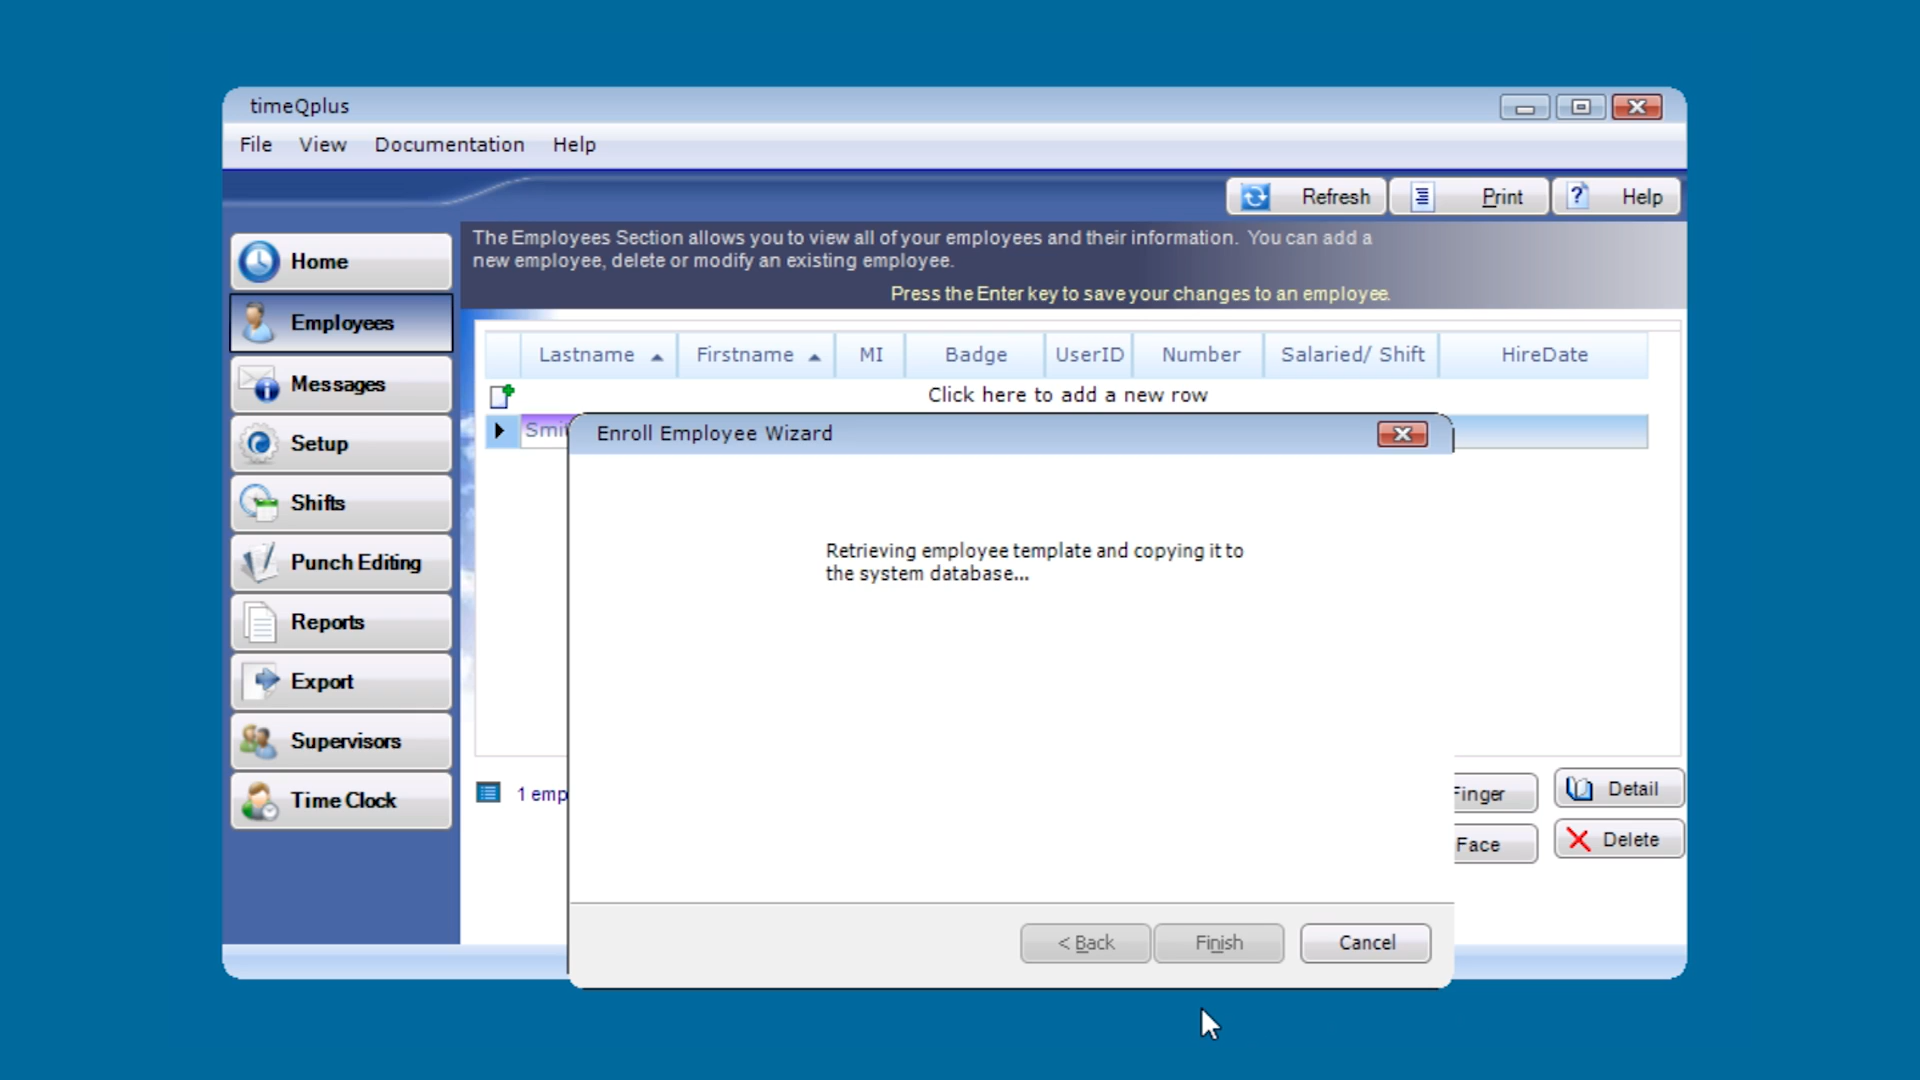 timeQplus
File View Documentation Help
Refresh Print Help
The Employees Section allows you to view all of your employees and their information. You can add a
new employee, delete or modify an existing employee.
Press the Enter key to save your changes to an employee.
Home
Employees
Messages
Setup
Shifts
Punch Editing
Reports
Export
Supervisors
Time Clock
Lastname Firstname MI Badge UserID Number Salaried/ Shift HireDate
Click here to add a new row
Smi
Enroll Employee Wizard
Retrieving employee template and copying it to
the system database...
1 emp
Finger Detail
Face Delete
< Back Finish Cancel